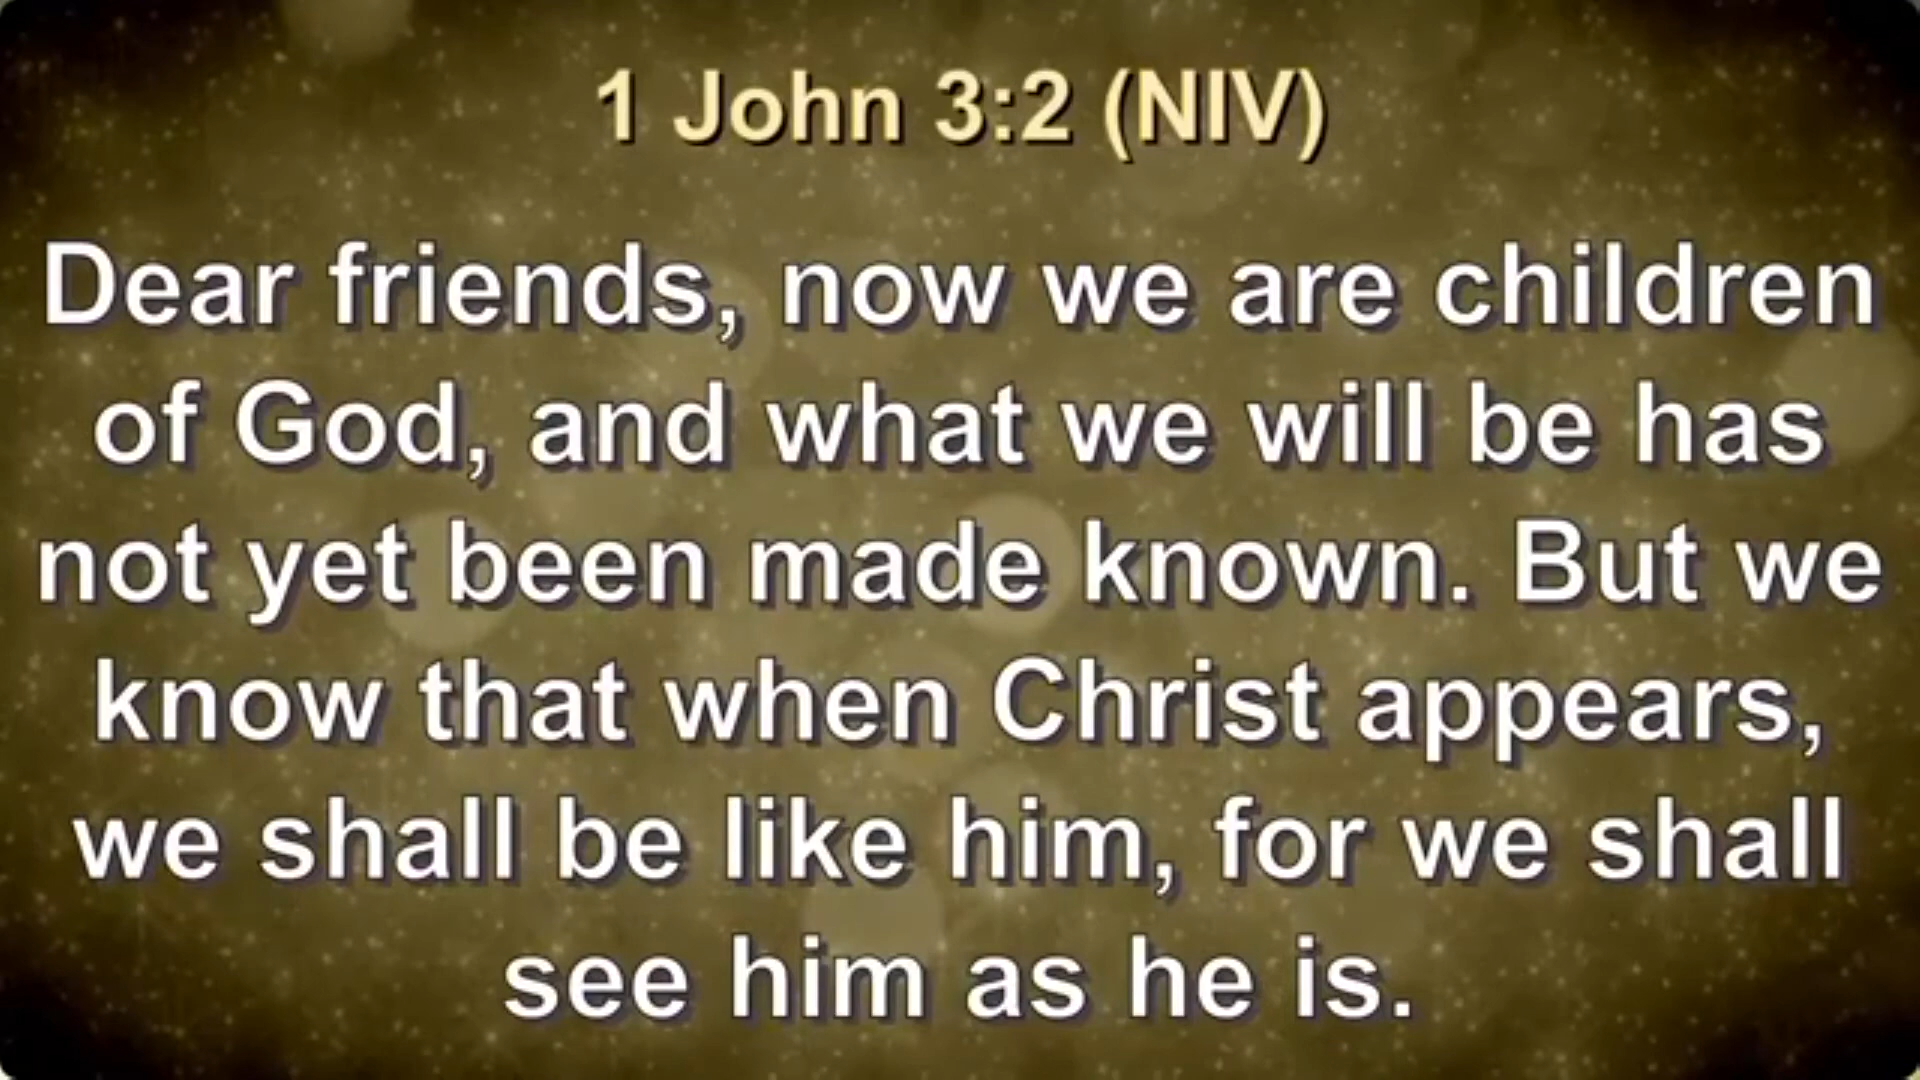 1 John 3:2 (NIV)
Dear friends, now we are children
of God, and what we will be has
not yet been made known. But we
know that when Christ appears,
we shall be like him, for we shall
see him as he is.